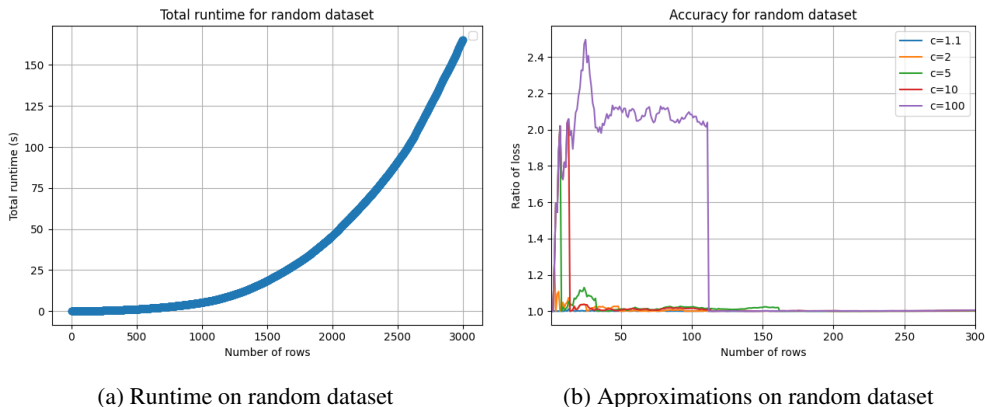 Total runtime for random dataset
Total runtime (s)
150
125
100
75
50
25
0
0
500
1000
1500
2000
2500
3000
Number of rows
(a) Runtime on random dataset
Accuracy for random dataset
Ratio of loss
2.4
2.2
2.0
1.8
1.6
1.4
1.2
1.0
c=1.1
c=2
c=5
c=10
c=100
50
100
150
200
250
300
Number of rows
(b) Approximations on random dataset